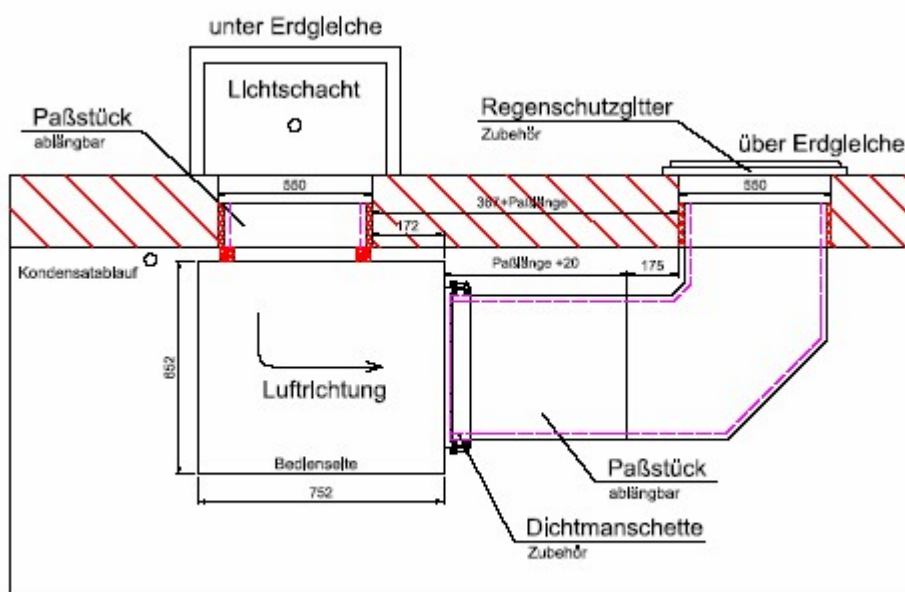 unter Erdgleiche
Lichtschacht
Paßstück
ablängbar
Regenschutzgitter
Zubehör
über Erdgleiche
550
550
367+Paßlänge
172
Kondensatablauf
Paßlänge +20
175
652
Luftrichtung
Bedienseite
752
Paßstück
ablängbar
Dichtmanschette
Zubehör